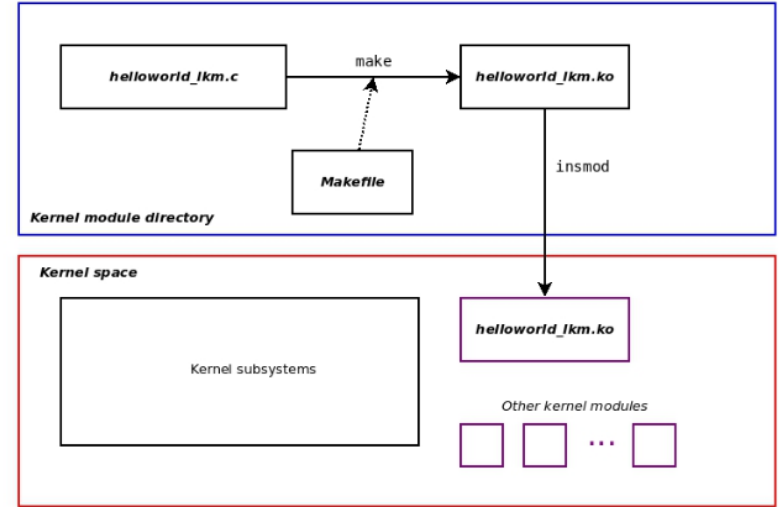 make
helloworld_lkm.c
helloworld_lkm.ko
Makefile
insmod
Kernel module directory
Kernel space
helloworld_lkm.ko
Kernel subsystems
Other kernel modules
...